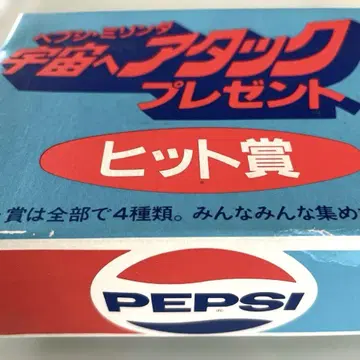 ペプシ・ミリンダ
宇宙へアタック
プレゼント
ヒット賞
賞は全部で4種類。みんなみんな集め
PEPSI